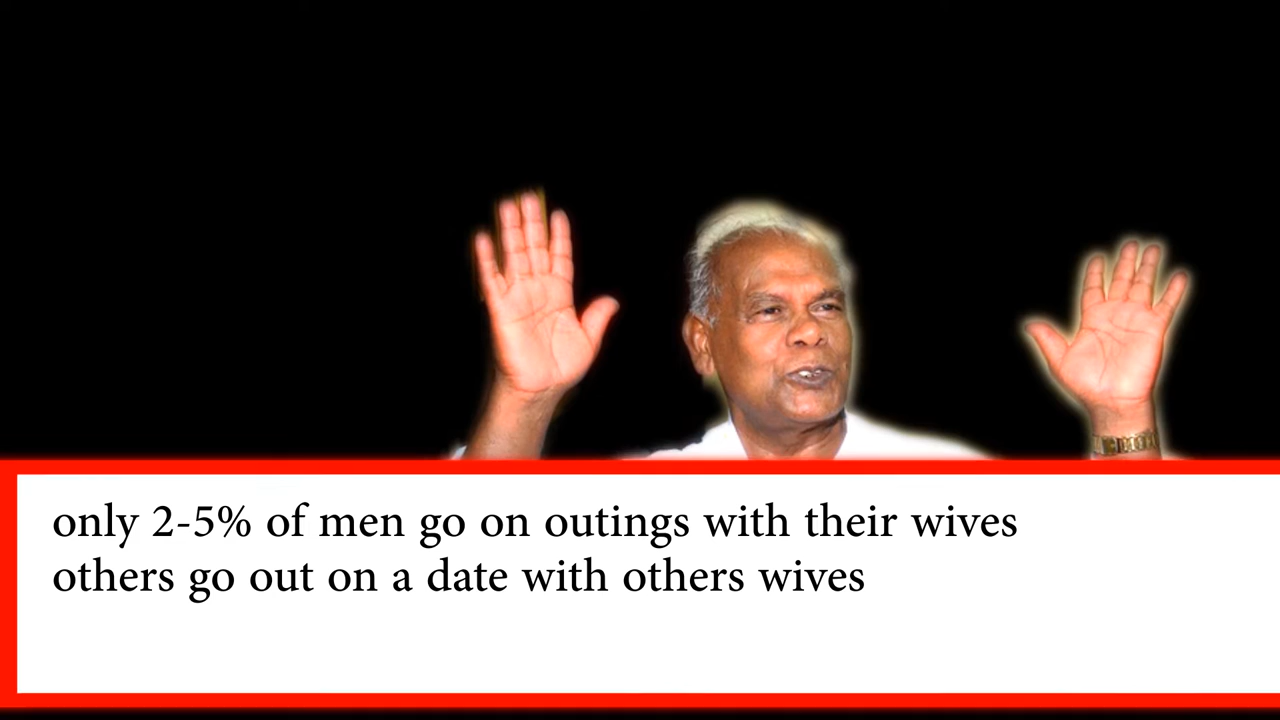 only 2-5% of men go on outings with their wives
others go out on a date with others wives